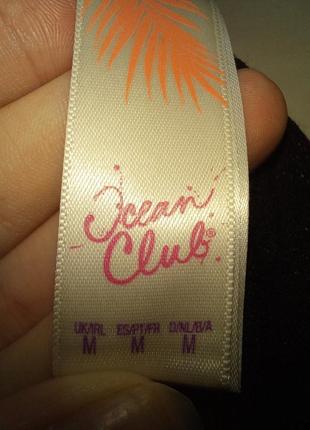 Ocean
Club®
UK/IRL ES/PT/FR D/NL/B/A
M M M